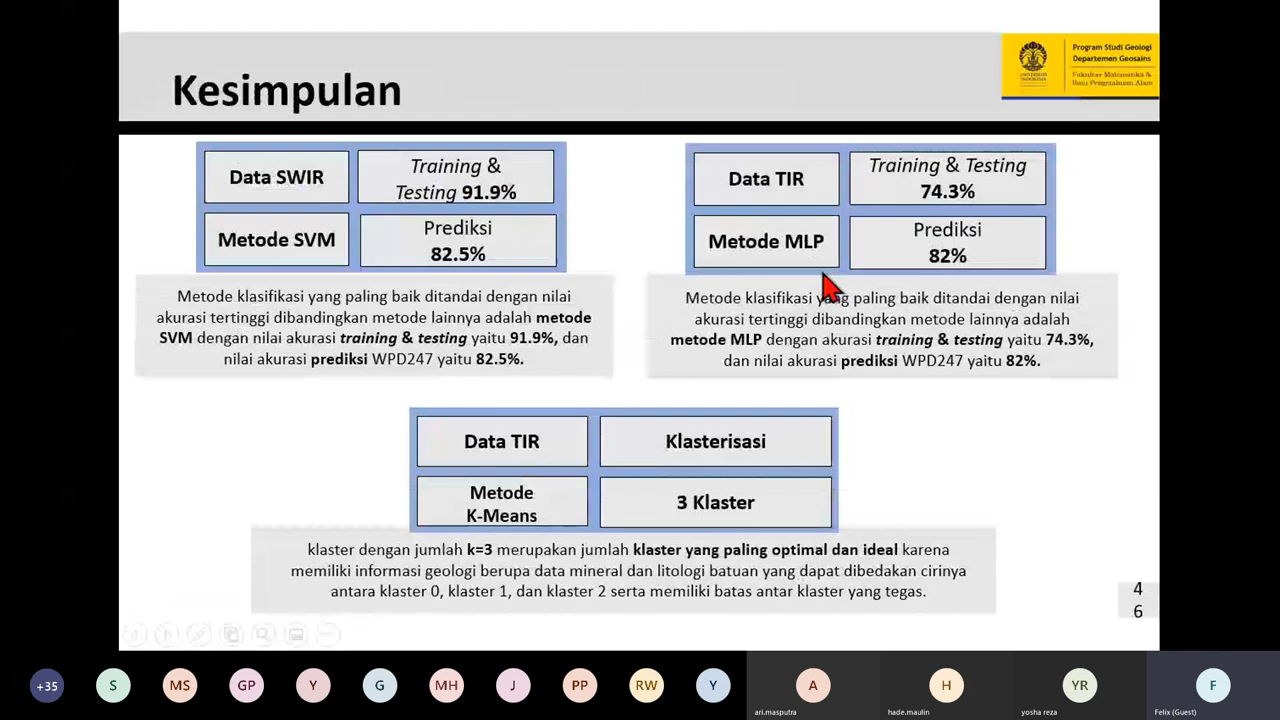 Kesimpulan
UNIVERSITAS
INDONESIA
Program Studi Geologi
Departemen Geosains
Fakultas Matematika &
Ilmu Pengetahuan Alam
Data SWIR
Training &
Testing 91.9%
Metode SVM
Prediksi
82.5%
Metode klasifikasi yang paling baik ditandai dengan nilai
akurasi tertinggi dibandingkan metode lainnya adalah metode
SVM dengan nilai akurasi training & testing yaitu 91.9%, dan
nilai akurasi prediksi WPD247 yaitu 82.5%.
Data TIR
Training & Testing
74.3%
Metode MLP
Prediksi
82%
Metode klasifikasi yang paling baik ditandai dengan nilai
akurasi tertinggi dibandingkan metode lainnya adalah
metode MLP dengan akurasi training & testing yaitu 74.3%,
dan nilai akurasi prediksi WPD247 yaitu 82%.
Data TIR
Klasterisasi
Metode
K-Means
3 Klaster
klaster dengan jumlah k=3 merupakan jumlah klaster yang paling optimal dan ideal karena
memiliki informasi geologi berupa data mineral dan litologi batuan yang dapat dibedakan cirinya
antara klaster 0, klaster 1, dan klaster 2 serta memiliki batas antar klaster yang tegas.
4
6
+35
S
MS
GP
Y
G
MH
J
PP
RW
Y
A
H
YR
F
ari.masputra
hade.maulin
yosha reza
Felix (Guest)